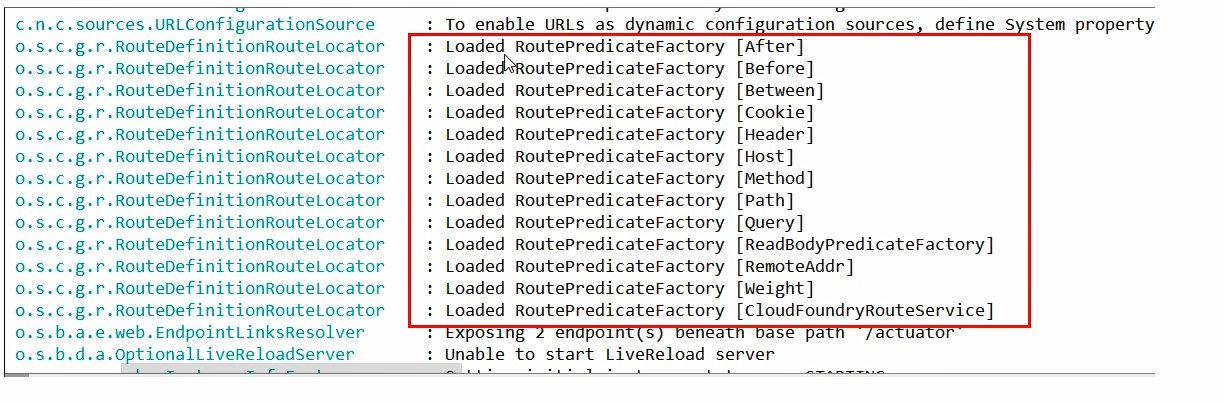 c.n.c.sources.URLConfigurationSource : To enable URLs as dynamic configuration sources, define System property
o.s.c.g.r.RouteDefinitionRouteLocator : Loaded RoutePredicateFactory [After]
o.s.c.g.r.RouteDefinitionRouteLocator : Loaded RoutePredicateFactory [Before]
o.s.c.g.r.RouteDefinitionRouteLocator : Loaded RoutePredicateFactory [Between]
o.s.c.g.r.RouteDefinitionRouteLocator : Loaded RoutePredicateFactory [Cookie]
o.s.c.g.r.RouteDefinitionRouteLocator : Loaded RoutePredicateFactory [Header]
o.s.c.g.r.RouteDefinitionRouteLocator : Loaded RoutePredicateFactory [Host]
o.s.c.g.r.RouteDefinitionRouteLocator : Loaded RoutePredicateFactory [Method]
o.s.c.g.r.RouteDefinitionRouteLocator : Loaded RoutePredicateFactory [Path]
o.s.c.g.r.RouteDefinitionRouteLocator : Loaded RoutePredicateFactory [Query]
o.s.c.g.r.RouteDefinitionRouteLocator : Loaded RoutePredicateFactory [ReadBodyPredicateFactory]
o.s.c.g.r.RouteDefinitionRouteLocator : Loaded RoutePredicateFactory [RemoteAddr]
o.s.c.g.r.RouteDefinitionRouteLocator : Loaded RoutePredicateFactory [Weight]
o.s.c.g.r.RouteDefinitionRouteLocator : Loaded RoutePredicateFactory [CloudFoundryRouteService]
o.s.b.a.e.web.EndpointLinksResolver : Exposing 2 endpoint(s) beneath base path '/actuator'
o.s.b.d.a.OptionalLiveReloadServer : Unable to start LiveReload server